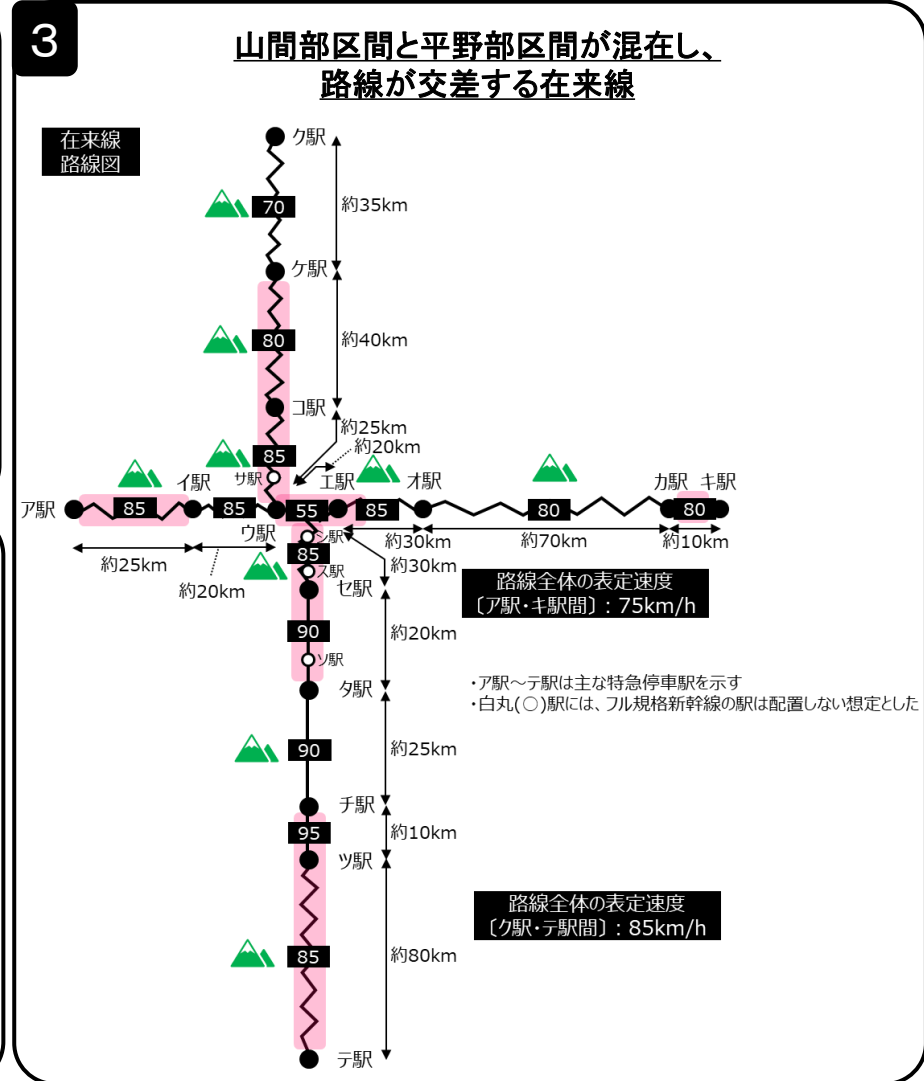 3
山間部区間と平野部区間が混在し、
路線が交差する在来線
在来線
路線図
ク駅
70
約35km
ケ駅
80
約40km
コ駅
約25km
約20km
85
サ駅
エ駅
オ駅
カ駅
キ駅
ア駅
85
イ駅
85
ウ駅
55
85
80
80
約25km
約20km
約30km
約70km
約10km
シ駅
85
ス駅
約30km
セ駅
路線全体の表定速度
〔ア駅・キ駅間〕:75km/h
90
約20km
ソ駅
タ駅
・ア駅~テ駅は主な特急停車駅を示す
・白丸(○)駅には、フル規格新幹線の駅は配置しない想定とした
90
約25km
チ駅
95
約10km
ツ駅
路線全体の表定速度
〔ク駅・テ駅間〕:85km/h
85
約80km
テ駅